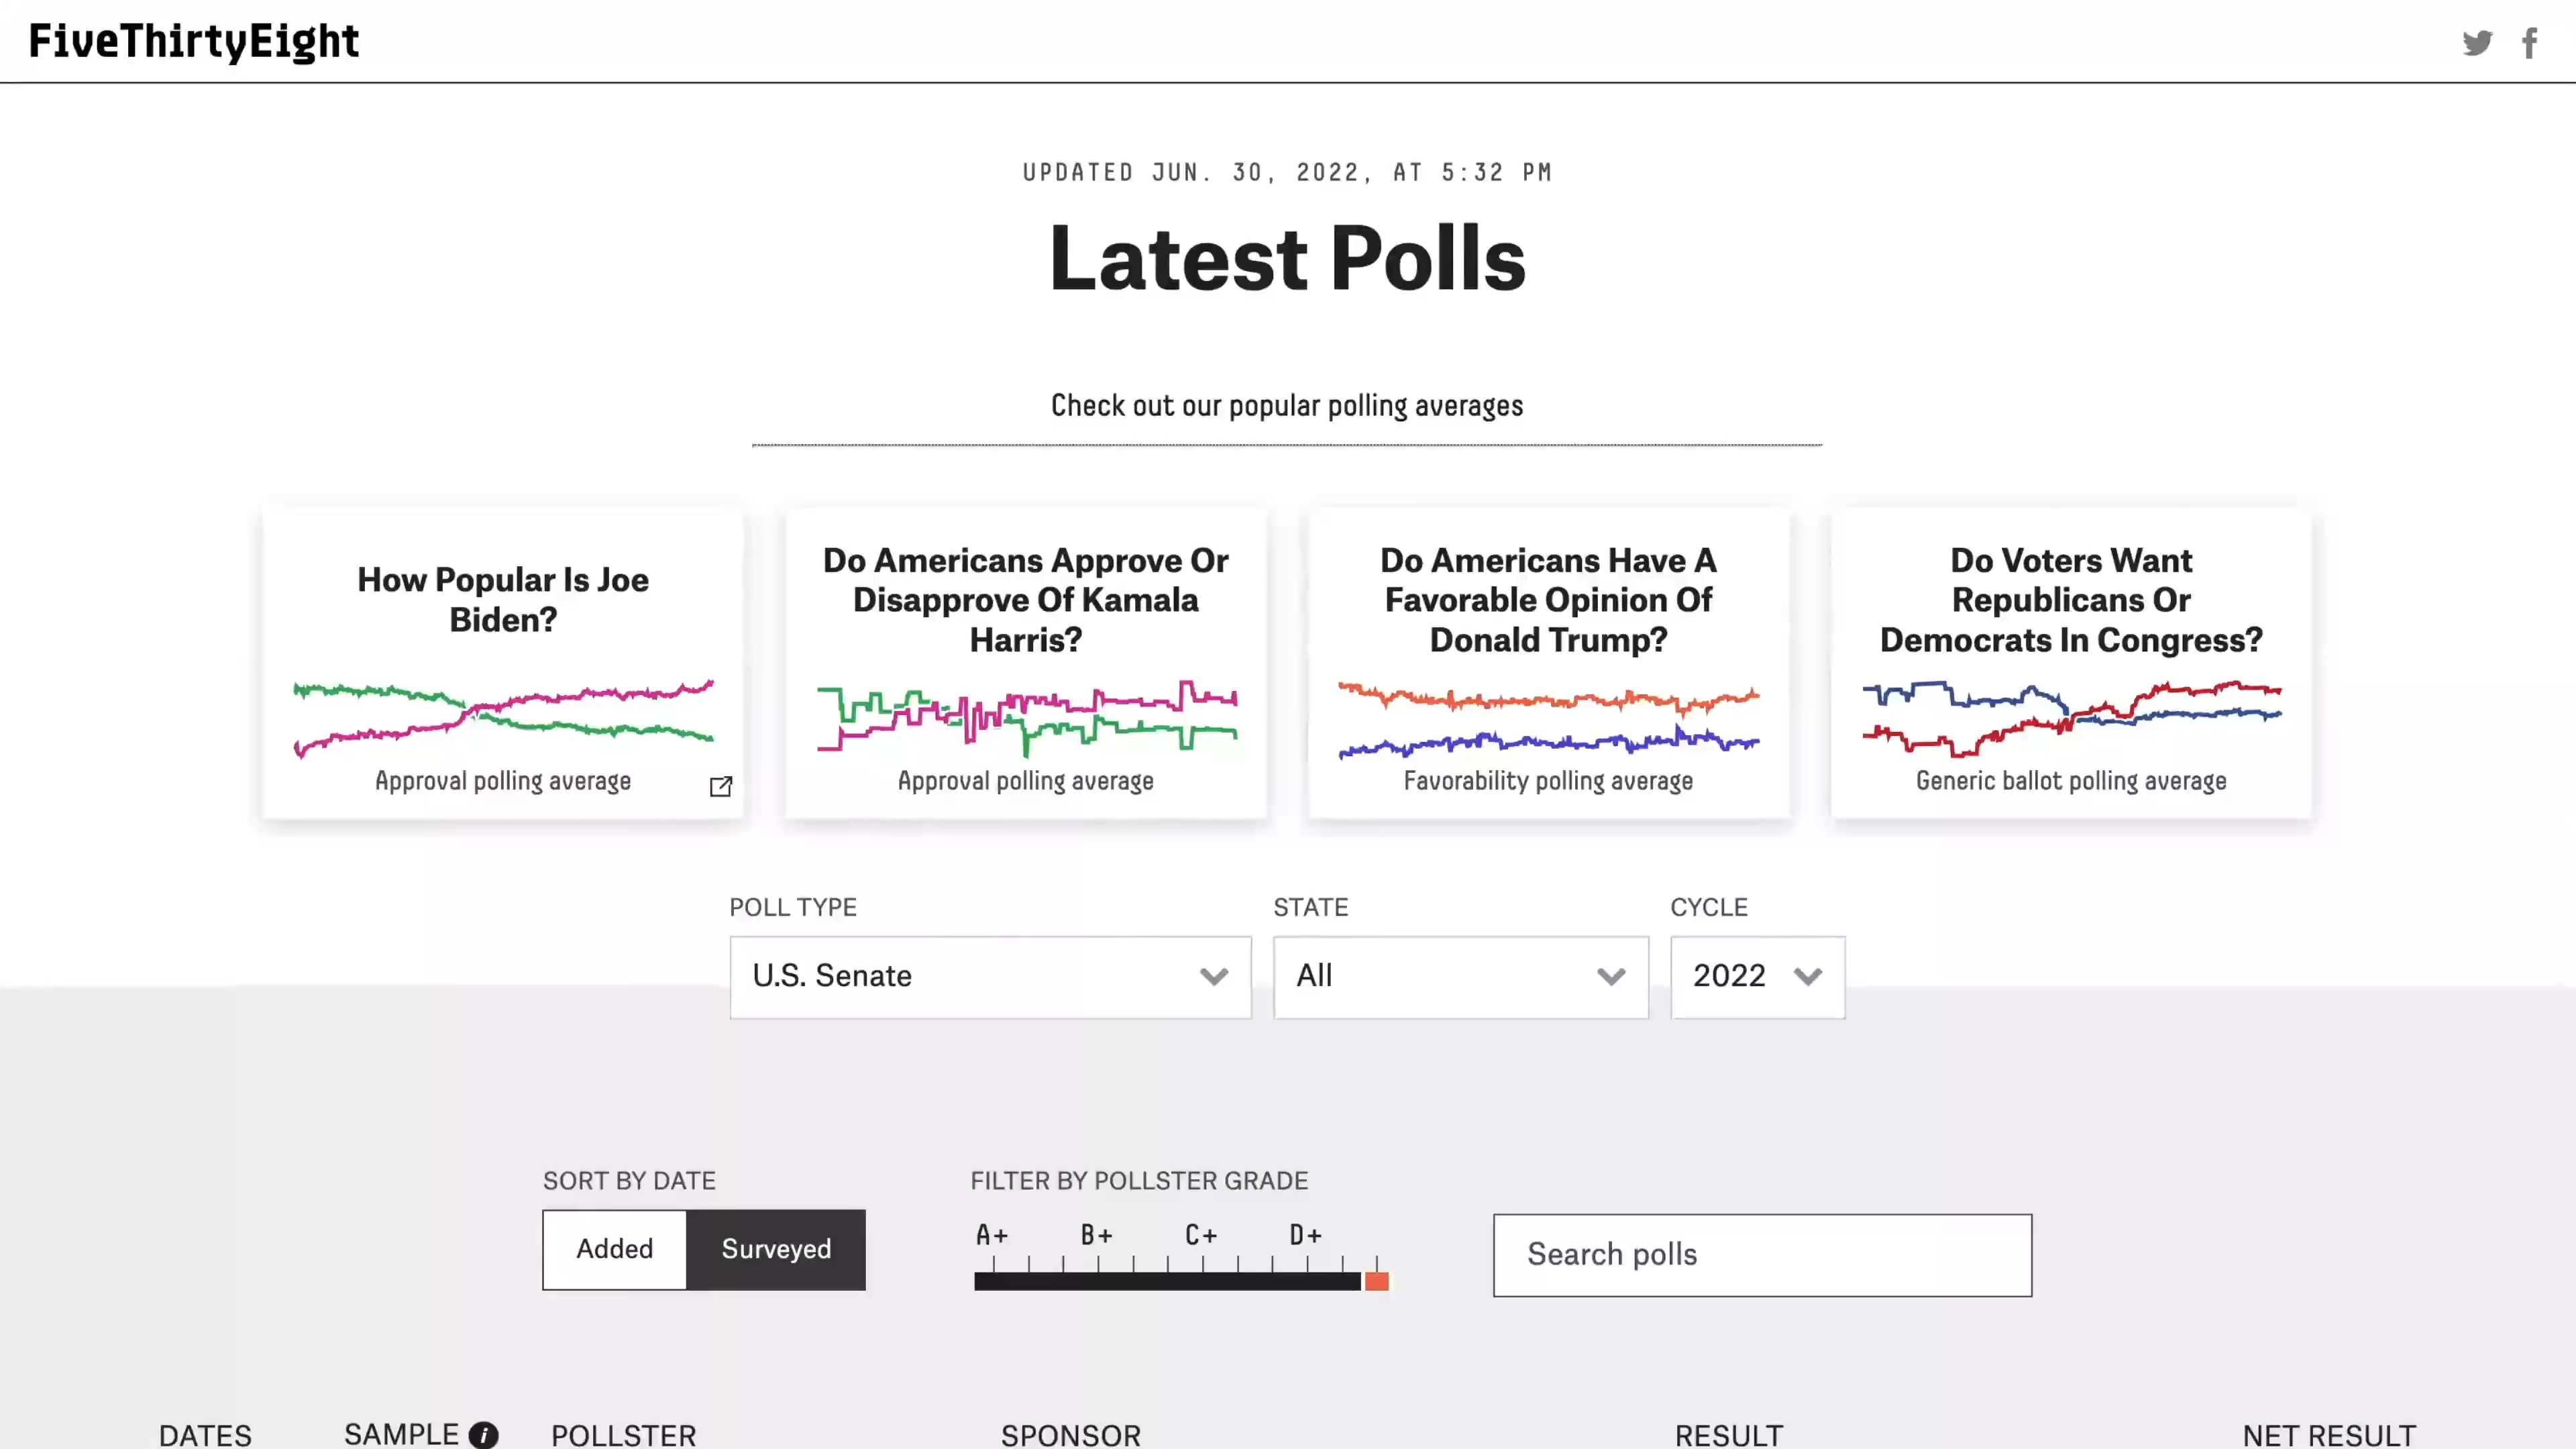 FiveThirtyEight
UPDATED JUN. 30, 2022, AT 5:32 PM
Latest Polls
Check out our popular polling averages
How Popular Is Joe
Biden?
Approval polling average
Do Americans Approve Or
Disapprove Of Kamala
Harris?
Approval polling average
Do Americans Have A
Favorable Opinion Of
Donald Trump?
Favorability polling average
Do Voters Want
Republicans Or
Democrats In Congress?
Generic ballot polling average
POLL TYPE STATE CYCLE
U.S. Senate All 2022
SORT BY DATE FILTER BY POLLSTER GRADE
A+ B+ C+ D+
Added Surveyed Search polls
DATES SAMPLE i POLLSTER SPONSOR RESULT NET RESULT